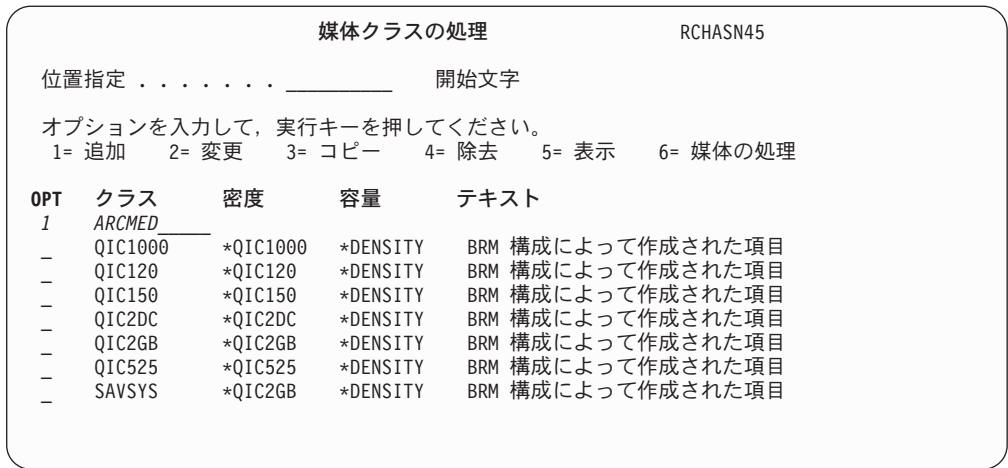 媒体クラスの処理 RCHASN45
位置指定 . . . . . . . __________ 開始文字
オプションを入力して，実行キーを押してください。
1= 追加 2= 変更 3= コピー 4= 除去 5= 表示 6= 媒体の処理
OPT クラス 密度 容量 テキスト
1 ARCMED_____
_ QIC1000 *QIC1000 *DENSITY BRM 構成によって作成された項目
_ QIC120 *QIC120 *DENSITY BRM 構成によって作成された項目
_ QIC150 *QIC150 *DENSITY BRM 構成によって作成された項目
_ QIC2DC *QIC2DC *DENSITY BRM 構成によって作成された項目
_ QIC2GB *QIC2GB *DENSITY BRM 構成によって作成された項目
_ QIC525 *QIC525 *DENSITY BRM 構成によって作成された項目
_ SAVSYS *QIC2GB *DENSITY BRM 構成によって作成された項目